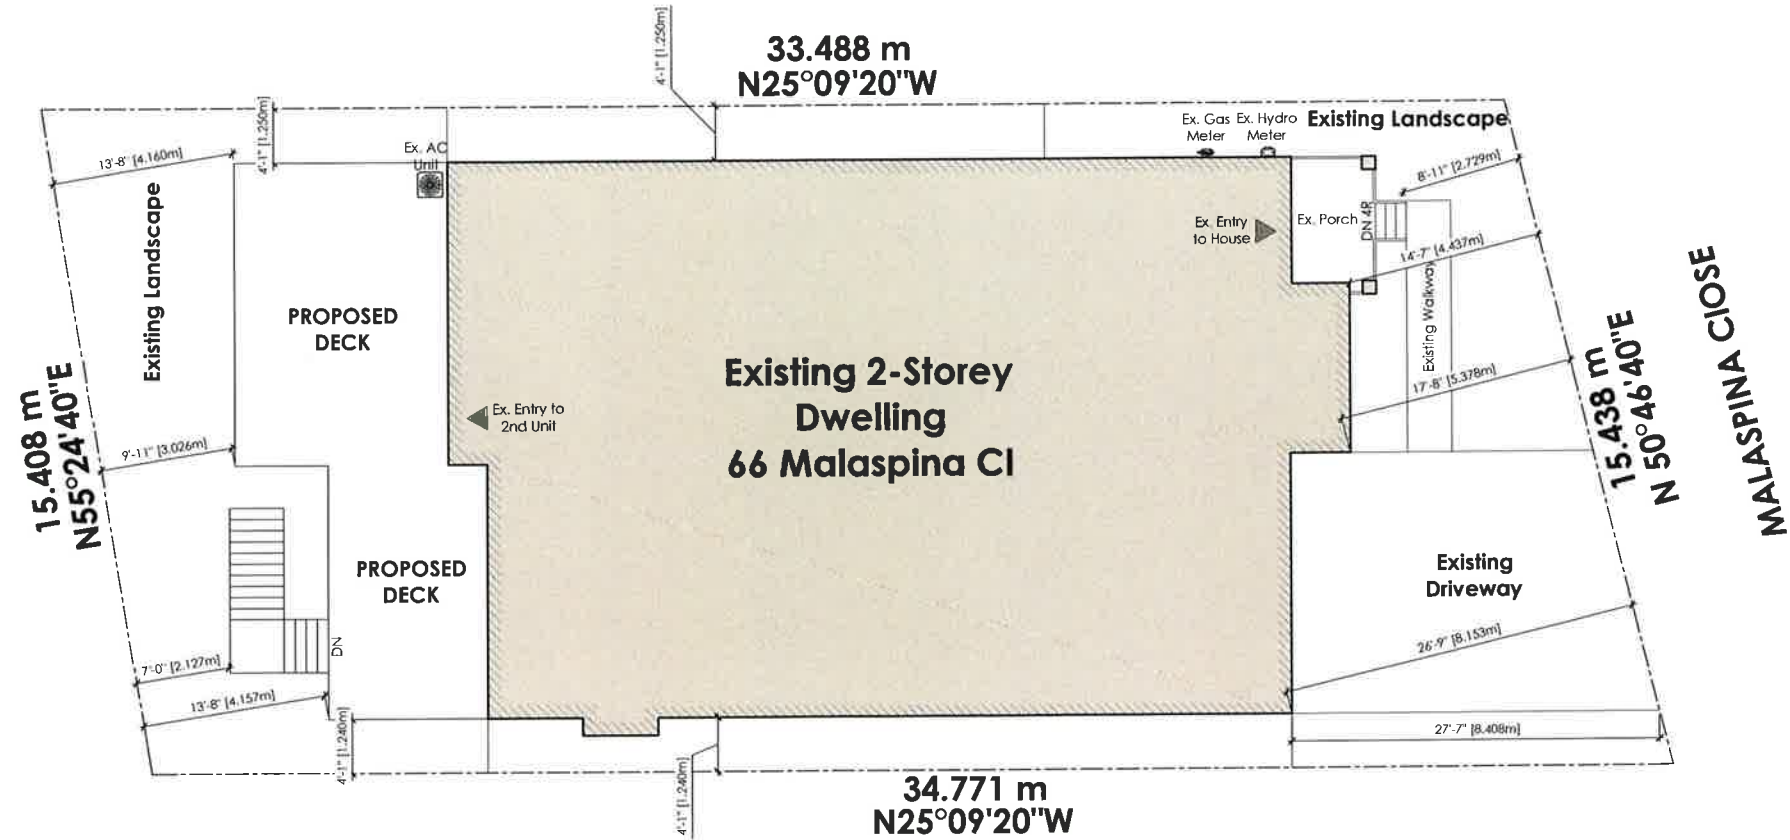 33.488 m
N25°09'20"W
4'-1" [1.250m]
4'-1" [1.250m]
Existing Landscape
Ex. Gas
Meter
Ex. Hydro
Meter
Ex. AC
Unit
13'-8" [4.160m]
8'-11" [2.729m]
Existing Landscape
Ex. Entry
to House
Ex. Porch
DN 4R
14'-7" [4.437m]
PROPOSED
DECK
Existing Walkway
MALASPINA ClOSE
Existing 2-Storey
Dwelling
66 Malaspina Cl
15.408 m
N55°24'40"E
15.438 m
N 50°46'40"E
17'-8" [5.378m]
Ex. Entry to
2nd Unit
9'-11" [3.026m]
PROPOSED
DECK
Existing
Driveway
DN
26'-9" [8.153m]
7'-0" [2.127m]
13'-8" [4.157m]
4'-1" [1.240m]
27'-7" [8.408m]
4'-1" [1.240m]
34.771 m
N25°09'20"W